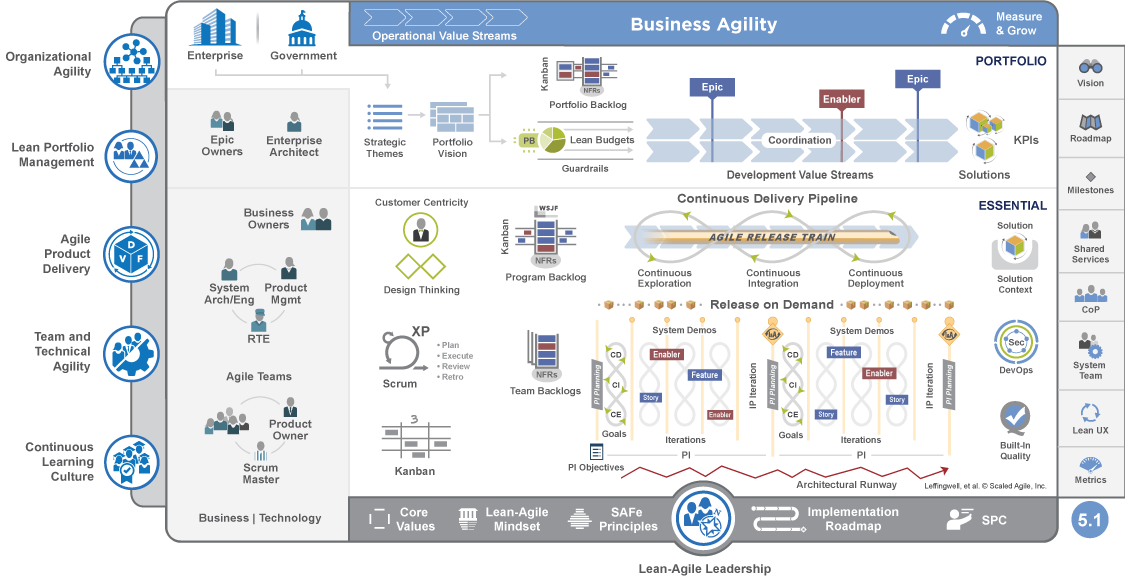 Organizational
Agility
Lean Portfolio
Management
Agile
Product
Delivery
D
V
F
Team and
Technical
Agility
Continuous
Learning
Culture
Enterprise
Government
Operational Value Streams
Business Agility
Measure
& Grow
Epic
Owners
Enterprise
Architect
Strategic
Themes
Portfolio
Vision
Kanban
NFRs
Portfolio Backlog
PB
Lean Budgets
Guardrails
PORTFOLIO
Epic
Enabler
Epic
Coordination
Development Value Streams
KPIs
Solutions
Business
Owners
System
Arch/Eng
Product
Mgmt
RTE
Agile Teams
Product
Owner
Scrum
Master
Business | Technology
Customer Centricity
Design Thinking
XP
• Plan
• Execute
• Review
• Retro
Scrum
3
Kanban
WSJF
Kanban
NFRs
Program Backlog
NFRs
Team Backlogs
ESSENTIAL
Continuous Delivery Pipeline
AGILE RELEASE TRAIN
Continuous
Exploration
Continuous
Integration
Continuous
Deployment
Release on Demand
System Demos
System Demos
PI Planning
CD
CI
CE
Goals
Enabler
Feature
Story
Enabler
Iterations
IP Iteration
PI Planning
CD
CI
CE
Goals
Feature
Enabler
Story
Story
Iterations
IP Iteration
PI Planning
I&A
I&A
PI Objectives
PI
PI
Architectural Runway
Leffingwell, et al. © Scaled Agile, Inc.
Solution
Solution
Context
Sec
DevOps
Built-In
Quality
Vision
Roadmap
Milestones
Shared
Services
CoP
System
Team
Lean UX
Metrics
5.1
Core
Values
Lean-Agile
Mindset
SAFe
Principles
Implementation
Roadmap
SPC
Lean-Agile Leadership